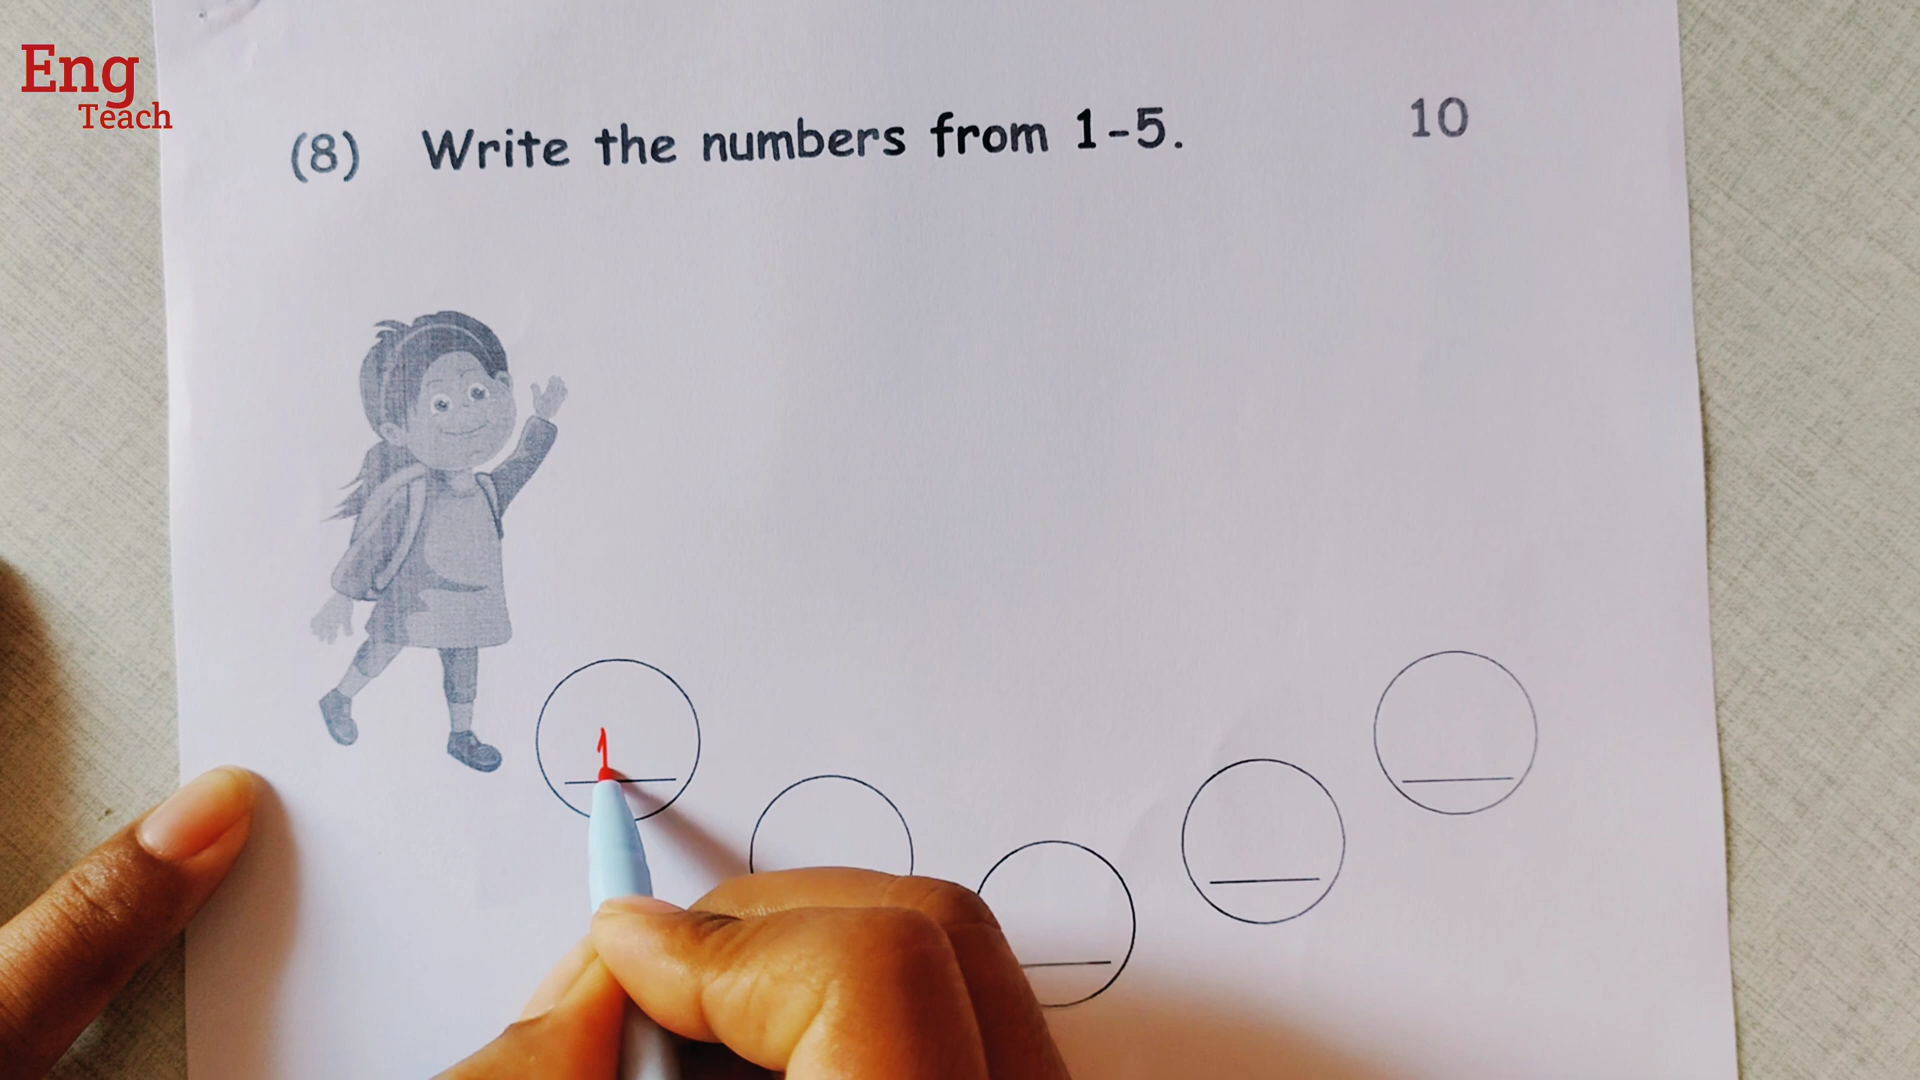 Eng
Teach
(8) Write the numbers from 1-5. 10
1